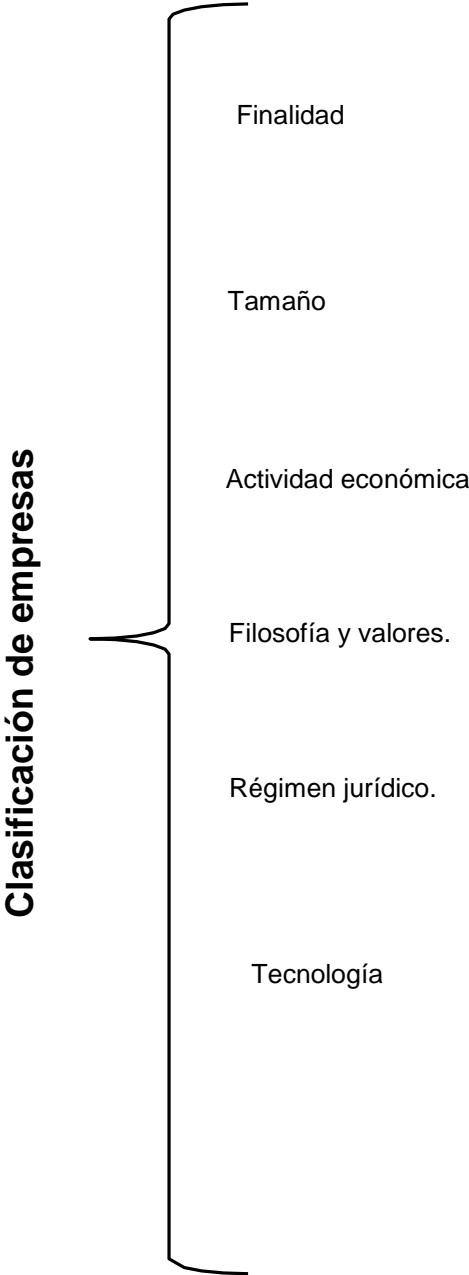 Clasificación de empresas
Finalidad
Tamaño
Actividad económica
Filosofía y valores.
Régimen jurídico.
Tecnología